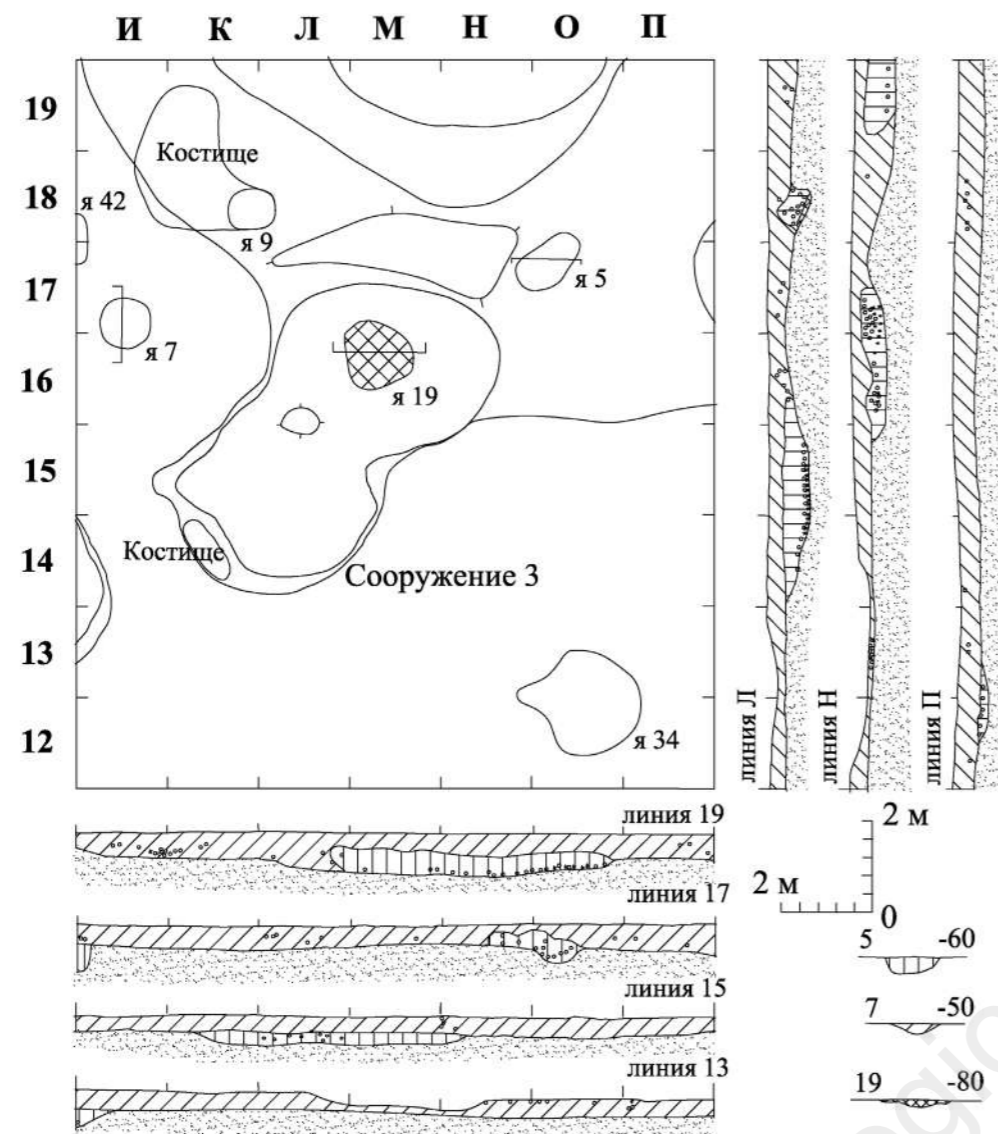 И К Л М Н О П
19
Костище
18
я 42
я 9
17
я 5
я 7
16
я 19
15
Костище
14
Сооружение 3
13
12
я 34
линия Л
линия Н
линия П
линия 19
2 м
2 м
0
линия 17
5 -60
линия 15
7 -50
линия 13
19 -80